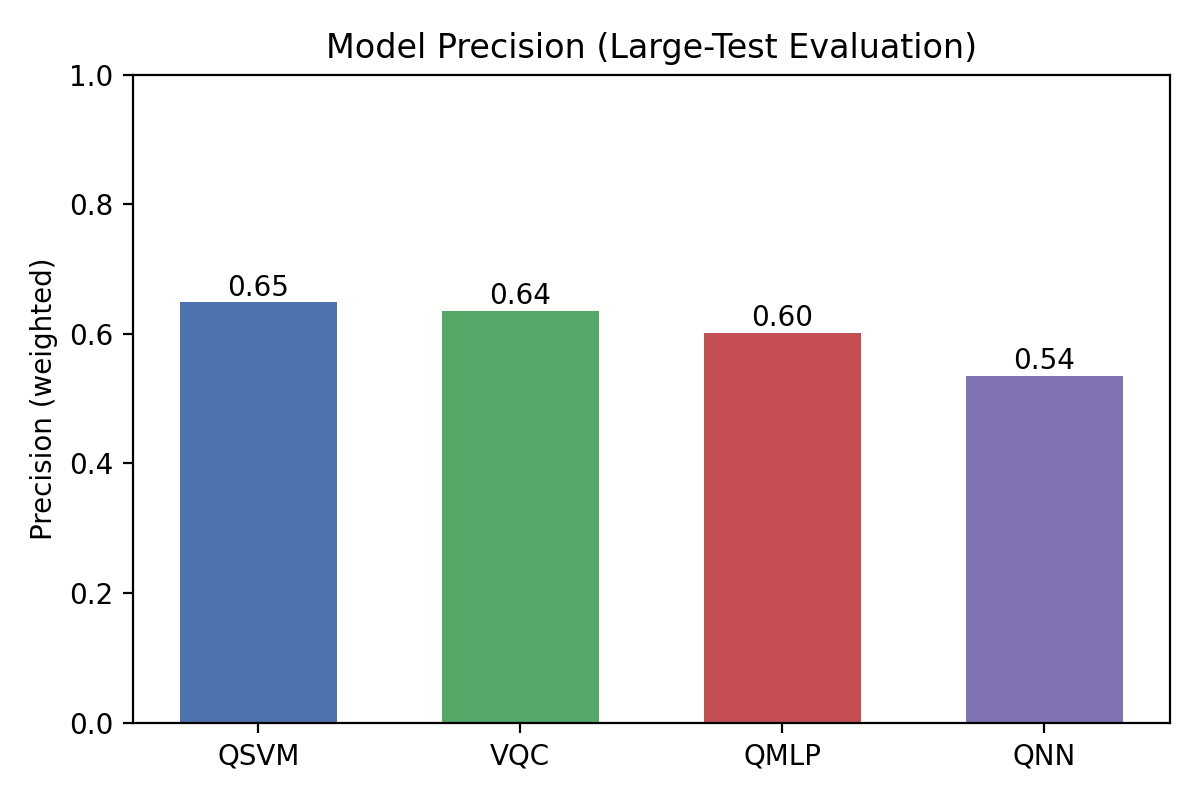 Model Precision (Large-Test Evaluation)
Precision (weighted)
1.0
0.8
0.6
0.4
0.2
0.0
0.65
0.64
0.60
0.54
QSVM
VQC
QMLP
QNN